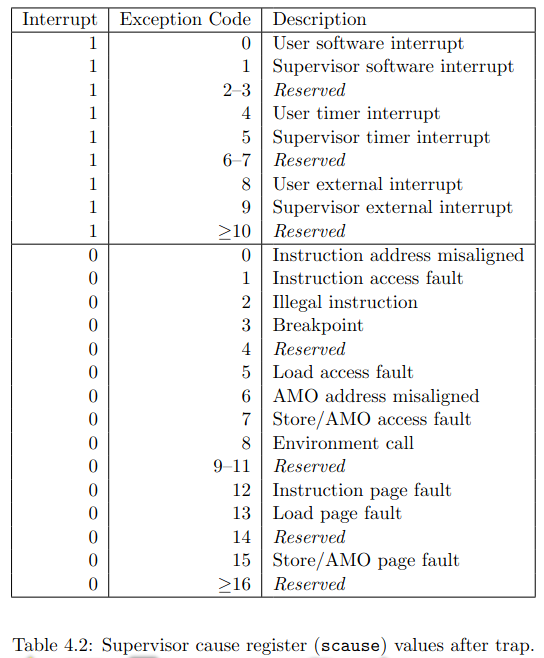 Interrupt Exception Code Description
1 0 User software interrupt
1 1 Supervisor software interrupt
1 2–3 Reserved
1 4 User timer interrupt
1 5 Supervisor timer interrupt
1 6–7 Reserved
1 8 User external interrupt
1 9 Supervisor external interrupt
1 ≥10 Reserved
0 0 Instruction address misaligned
0 1 Instruction access fault
0 2 Illegal instruction
0 3 Breakpoint
0 4 Reserved
0 5 Load access fault
0 6 AMO address misaligned
0 7 Store/AMO access fault
0 8 Environment call
0 9–11 Reserved
0 12 Instruction page fault
0 13 Load page fault
0 14 Reserved
0 15 Store/AMO page fault
0 ≥16 Reserved
Table 4.2: Supervisor cause register (scause) values after trap.